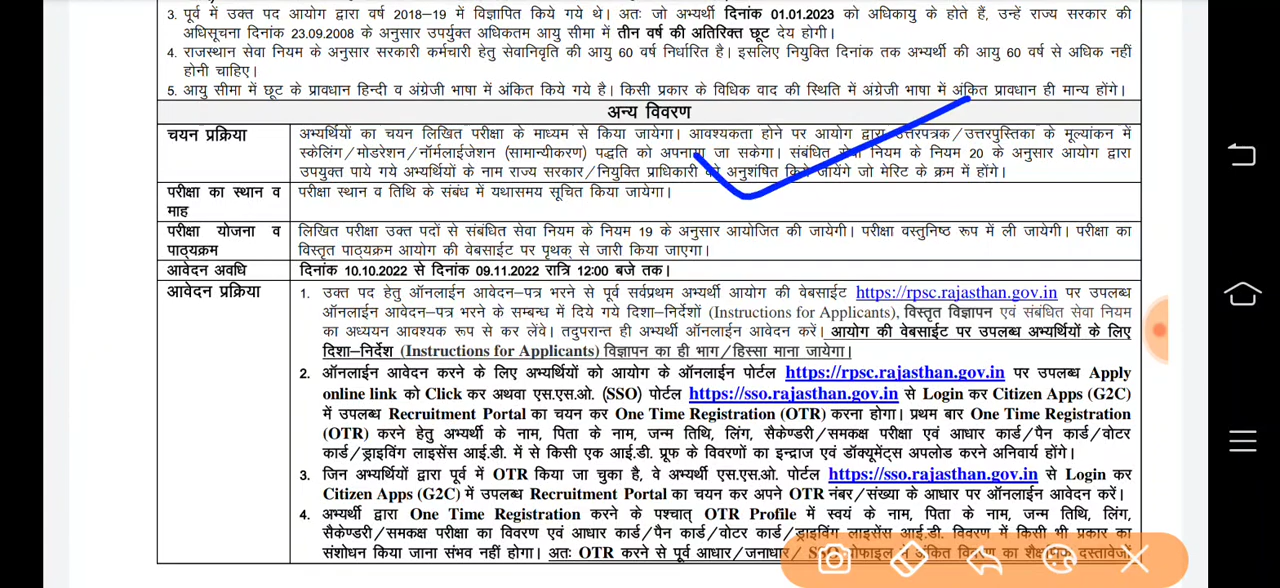 3. पूर्व में उक्त पद आयोग द्वारा वर्ष 2018–19 में विज्ञापित किये गये थे। अतः जो अभ्यर्थी दिनांक 01.01.2023 को अधिकायु के होते हैं, उन्हें राज्य सरकार की
अधिसूचना दिनांक 23.09.2008 के अनुसार उपर्युक्त अधिकतम आयु सीमा में तीन वर्ष की अतिरिक्त छूट देय होगी।
4. राजस्थान सेवा नियम के अनुसार सरकारी कर्मचारी हेतु सेवानिवृति की आयु 60 वर्ष निर्धारित है। इसलिए नियुक्ति दिनांक तक अभ्यर्थी की आयु 60 वर्ष से अधिक नहीं
होनी चाहिए।
5. आयु सीमा में छूट के प्रावधान हिन्दी व अंग्रेजी भाषा में अंकित किये गये है। किसी प्रकार के विधिक वाद की स्थिति में अंग्रेजी भाषा में अंकित प्रावधान ही मान्य होंगे।
अन्य विवरण
चयन प्रक्रिया
अभ्यर्थियों का चयन लिखित परीक्षा के माध्यम से किया जायेगा। आवश्यकता होने पर आयोग द्वारा उत्तरपत्रक/उत्तरपुस्तिका के मूल्यांकन में
स्केलिंग/मोडरेशन/नॉर्मलाईजेशन (सामान्यीकरण) पद्धति को अपनाया जा सकेगा। संबंधित सेवा नियम के नियम 20 के अनुसार आयोग द्वारा
उपयुक्त पाये गये अभ्यर्थियों के नाम राज्य सरकार/नियुक्ति प्राधिकारी को अनुशंषित किये जायेंगे जो मेरिट के क्रम में होंगे।
परीक्षा का स्थान व
माह
परीक्षा स्थान व तिथि के संबंध में यथासमय सूचित किया जायेगा।
परीक्षा योजना व
पाठ्यक्रम
लिखित परीक्षा उक्त पदों से संबंधित सेवा नियम के नियम 19 के अनुसार आयोजित की जायेगी। परीक्षा वस्तुनिष्ठ रूप में ली जायेगी। परीक्षा का
विस्तृत पाठ्यक्रम आयोग की वेबसाईट पर पृथक् से जारी किया जाएगा।
आवेदन अवधि
दिनांक 10.10.2022 से दिनांक 09.11.2022 रात्रि 12:00 बजे तक।
आवेदन प्रक्रिया
1. उक्त पद हेतु ऑनलाईन आवेदन–पत्र भरने से पूर्व सर्वप्रथम अभ्यर्थी आयोग की वेबसाईट https://rpsc.rajasthan.gov.in पर उपलब्ध
ऑनलाईन आवेदन–पत्र भरने के सम्बन्ध में दिये गये दिशा–निर्देशों (Instructions for Applicants), विस्तृत विज्ञापन एवं संबंधित सेवा नियम
का अध्ययन आवश्यक रूप से कर लेंवे। तदुपरान्त ही अभ्यर्थी ऑनलाईन आवेदन करें। आयोग की वेबसाईट पर उपलब्ध अभ्यर्थियों के लिए
दिशा–निर्देश (Instructions for Applicants) विज्ञापन का ही भाग/हिस्सा माना जायेगा।
2. ऑनलाईन आवेदन करने के लिए अभ्यर्थियों को आयोग के ऑनलाईन पोर्टल https://rpsc.rajasthan.gov.in पर उपलब्ध Apply
online link को Click कर अथवा एस.एस.ओ. (SSO) पोर्टल https://sso.rajasthan.gov.in से Login कर Citizen Apps (G2C)
में उपलब्ध Recruitment Portal का चयन कर One Time Registration (OTR) करना होगा। प्रथम बार One Time Registration
(OTR) करने हेतु अभ्यर्थी के नाम, पिता के नाम, जन्म तिथि, लिंग, सैकेण्डरी/समकक्ष परीक्षा एवं आधार कार्ड/पैन कार्ड/वोटर
कार्ड/ड्राइविंग लाइसेंस आई.डी. में से किसी एक आई.डी. प्रूफ के विवरणों का इन्द्राज एवं डॉक्यूमेंट्स अपलोड करने अनिवार्य होंगे।
3. जिन अभ्यर्थियों द्वारा पूर्व में OTR किया जा चुका है, वे अभ्यर्थी एस.एस.ओ. पोर्टल https://sso.rajasthan.gov.in से Login कर
Citizen Apps (G2C) में उपलब्ध Recruitment Portal का चयन कर अपने OTR नंबर/संख्या के आधार पर ऑनलाईन आवेदन करें।
4. अभ्यर्थी द्वारा One Time Registration करने के पश्चात् OTR Profile में स्वयं के नाम, पिता के नाम, जन्म तिथि, लिंग,
सैकेण्डरी/समकक्ष परीक्षा का विवरण एवं आधार कार्ड/पैन कार्ड/वोटर कार्ड/ड्राइविंग लाइसेंस आई.डी. विवरण में किसी भी प्रकार का
संशोधन किया जाना संभव नहीं होगा। अतः OTR करने से पूर्व आधार/जनाधार/ SSO प्रोफाइल में अंकित विवरण का शैक्षणिक दस्तावेजों